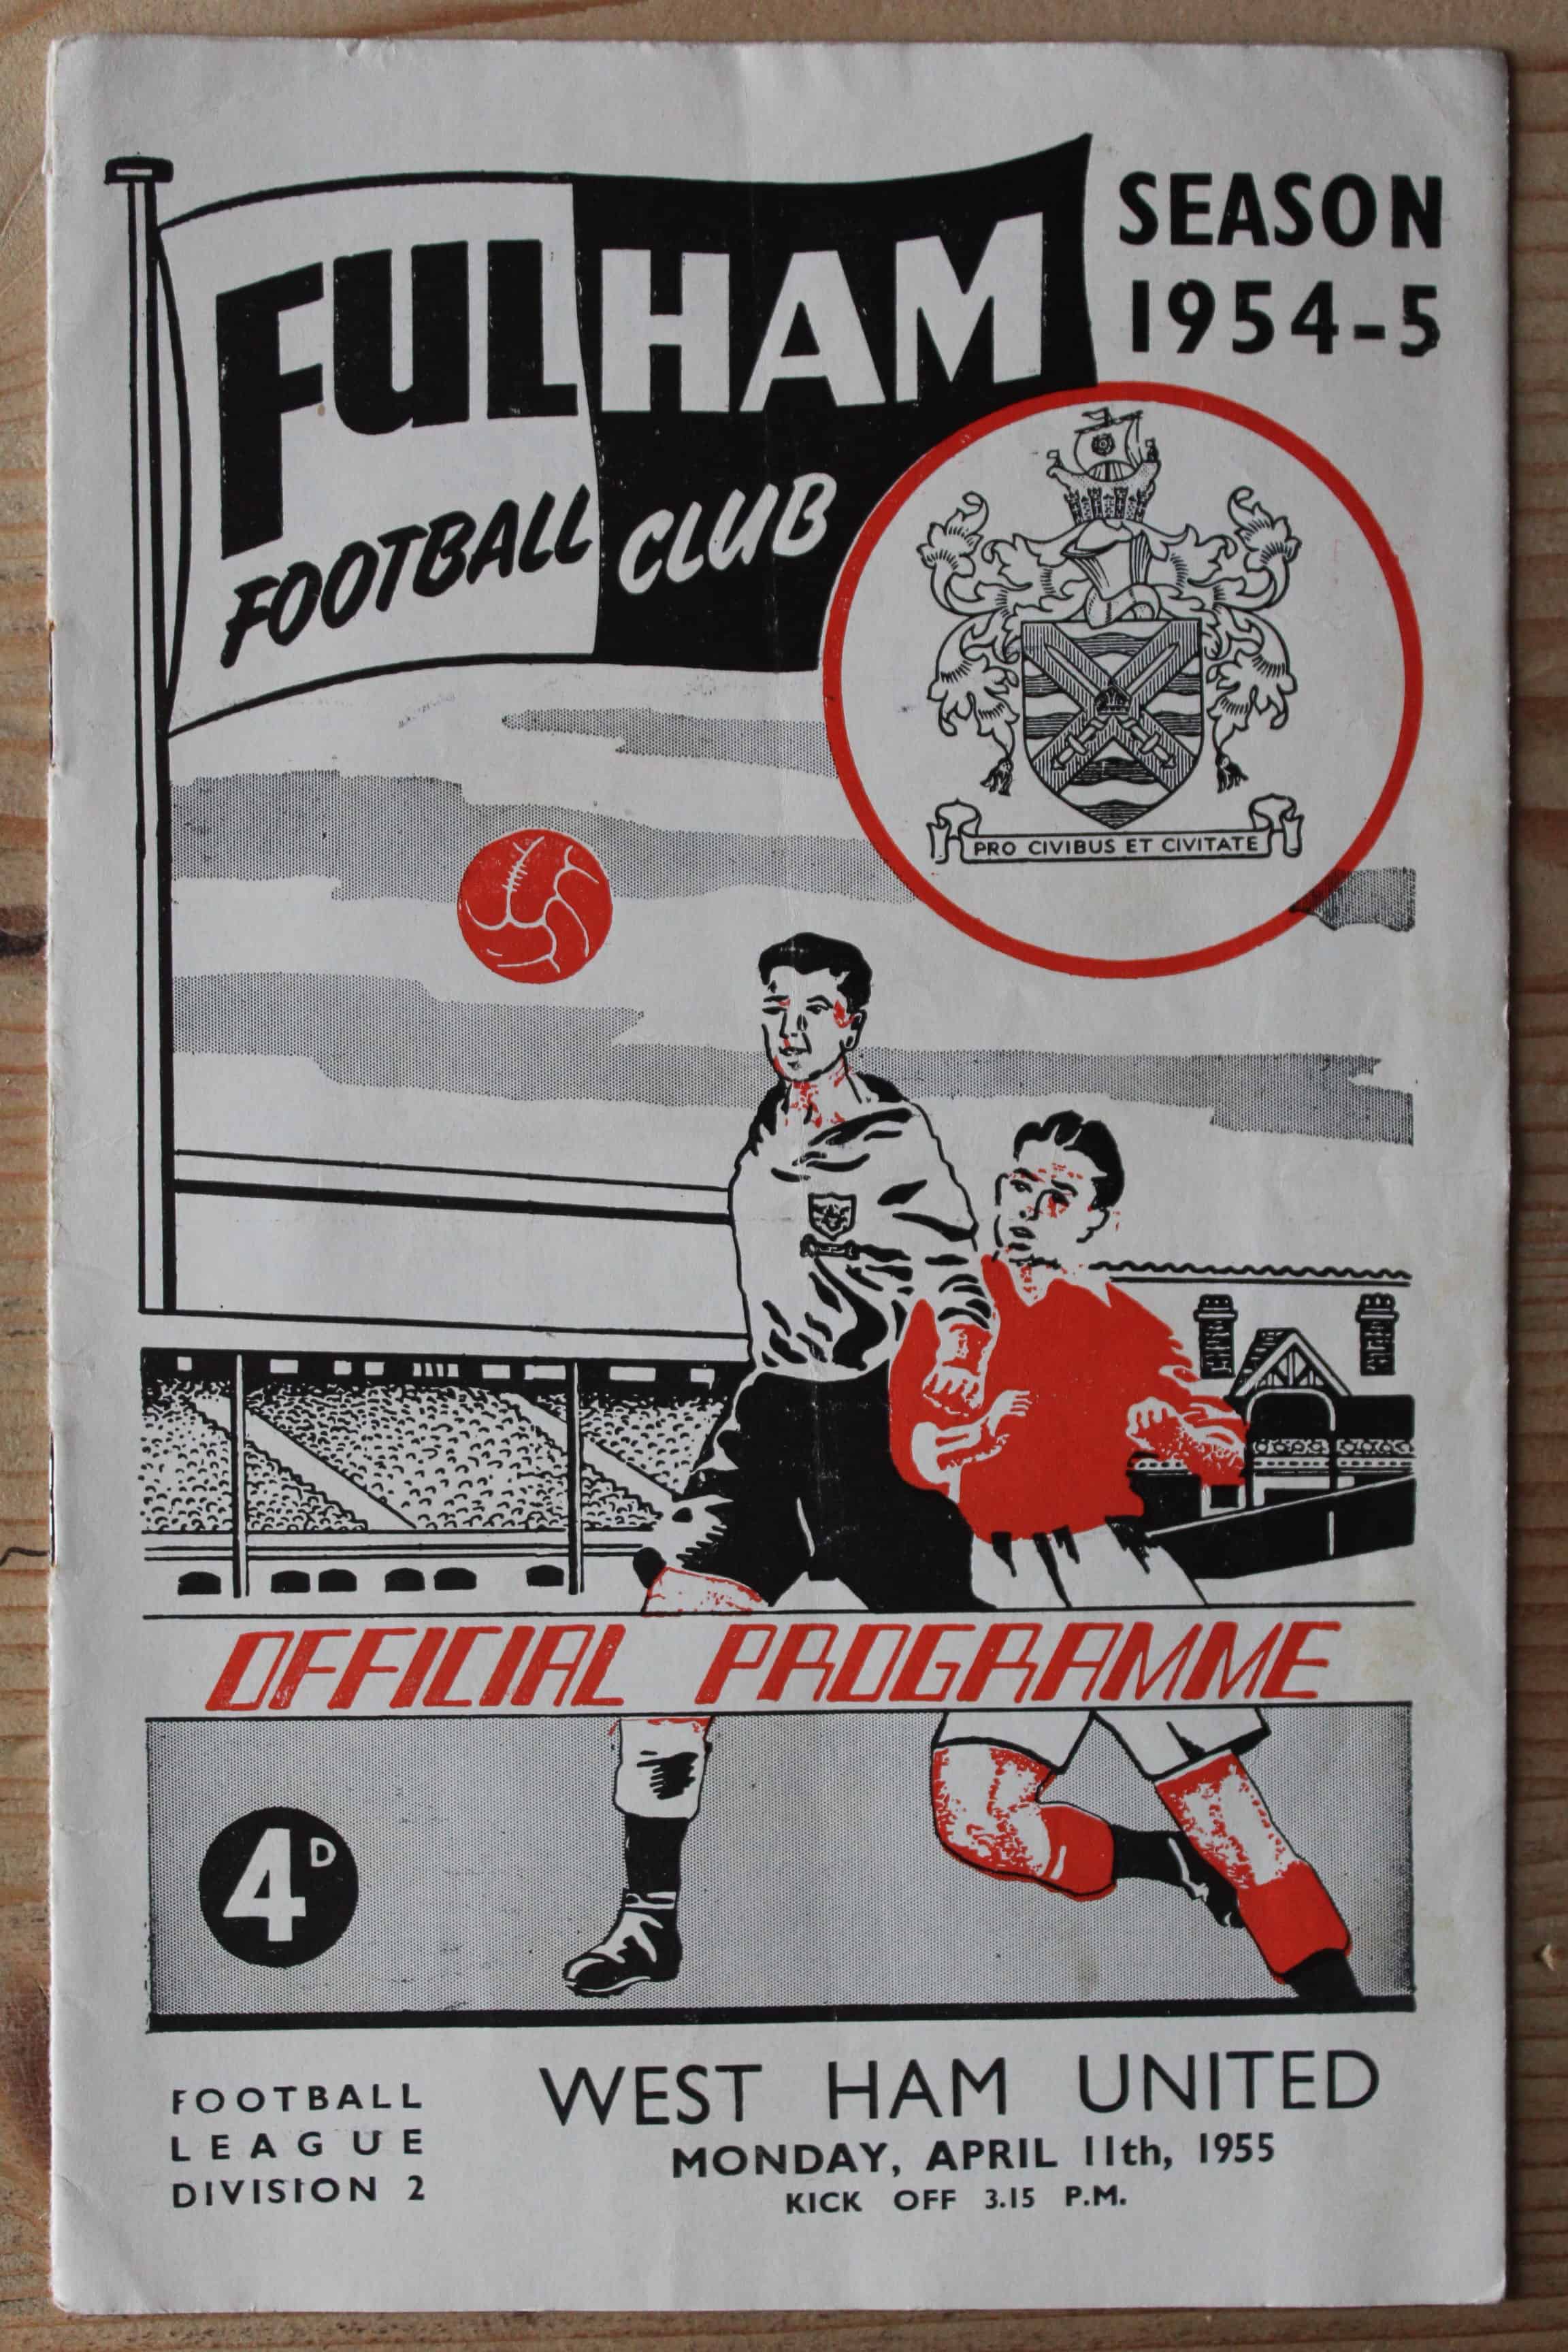 FULHAM
FOOTBALL CLUB
SEASON
1954-5
PRO CIVIBUS ET CIVITATE
OFFICIAL PROGRAMME
4D
FOOTBALL
LEAGUE
DIVISION 2
WEST HAM UNITED
MONDAY, APRIL 11th, 1955
KICK OFF 3.15 P.M.